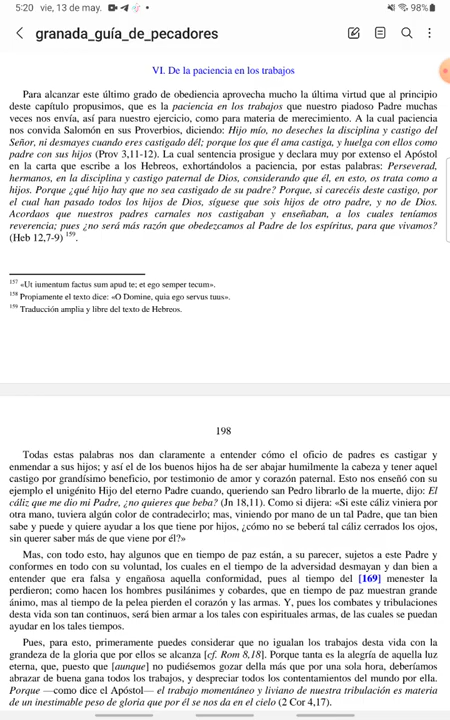 5:20 vie, 13 de may.
98%
granada_guía_de_pecadores
VI. De la paciencia en los trabajos
Para alcanzar este último grado de obediencia aprovecha mucho la última virtud que al principio
deste capítulo propusimos, que es la paciencia en los trabajos que nuestro piadoso Padre muchas
veces nos envía, así para nuestro ejercicio, como para materia de merecimiento. A la cual paciencia
nos convida Salomón en sus Proverbios, diciendo: Hijo mío, no deseches la disciplina y castigo del
Señor, ni desmayes cuando eres castigado dél; porque los que él ama castiga, y huelga con ellos como
padre con sus hijos (Prov 3,11-12). La cual sentencia prosigue y declara muy por extenso el Apóstol
en la carta que escribe a los Hebreos, exhortándolos a paciencia, por estas palabras: Perseverad,
hermanos, en la disciplina y castigo paternal de Dios, considerando que él, en esto, os trata como a
hijos. Porque ¿qué hijo hay que no sea castigado de su padre? Porque, si carecéis deste castigo, por
el cual han pasado todos los hijos de Dios, síguese que sois hijos de otro padre, y no de Dios.
Acordaos que nuestros padres carnales nos castigaban y enseñaban, a los cuales teníamos
reverencia; pues ¿no será más razón que obedezcamos al Padre de los espíritus, para que vivamos?
(Heb 12,7-9) 159.
157 «Ut iumentum factus sum apud te; et ego semper tecum».
158 Propiamente el texto dice: «O Domine, quia ego servus tuus».
159 Traducción amplia y libre del texto de Hebreos.
198
Todas estas palabras nos dan claramente a entender cómo el oficio de padres es castigar y
enmendar a sus hijos; y así el de los buenos hijos ha de ser abajar humilmente la cabeza y tener aquel
castigo por grandísimo beneficio, por testimonio de amor y corazón paternal. Esto nos enseñó con su
ejemplo el unigénito Hijo del eterno Padre cuando, queriendo san Pedro librarlo de la muerte, dijo: El
cáliz que me dio mi Padre, ¿no quieres que beba? (Jn 18,11). Como si dijera: «Si este cáliz viniera por
otra mano, tuviera algún color de contradecirlo; mas, viniendo por mano de un tal Padre, que tan bien
sabe y puede y quiere ayudar a los que tiene por hijos, ¿cómo no se beberá tal cáliz cerrados los ojos,
sin querer saber más de que viene por él?»
Mas, con todo esto, hay algunos que en tiempo de paz están, a su parecer, sujetos a este Padre y
conformes en todo con su voluntad, los cuales en el tiempo de la adversidad desmayan y dan bien a
entender que era falsa y engañosa aquella conformidad, pues al tiempo del [169] menester la
perdieron; como hacen los hombres pusilánimes y cobardes, que en tiempo de paz muestran grande
ánimo, mas al tiempo de la pelea pierden el corazón y las armas. Y, pues los combates y tribulaciones
desta vida son tan continuos, será bien armar a los tales con espirituales armas, de las cuales se puedan
ayudar en los tales tiempos.
Pues, para esto, primeramente puedes considerar que no igualan los trabajos desta vida con la
grandeza de la gloria que por ellos se alcanza [cf. Rom 8,18]. Porque tanta es la alegría de aquella luz
eterna, que, puesto que [aunque] no pudiésemos gozar della más que por una sola hora, deberíamos
abrazar de buena gana todos los trabajos, y despreciar todos los contentamientos del mundo por ella.
Porque —como dice el Apóstol— el trabajo momentáneo y liviano de nuestra tribulación es materia
de un inestimable peso de gloria que por él se nos da en el cielo (2 Cor 4,17).